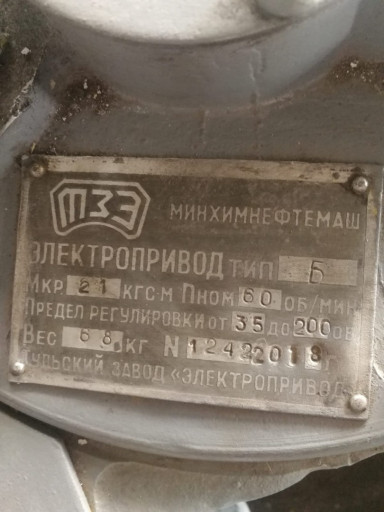 ТЗЭ
МИНХИМНЕФТЕМАШ
ЭЛЕКТРОПРИВОД ТИП Б
Мкр 21 КГС·М Пном 60 ОБ/МИН
ПРЕДЕЛ РЕГУЛИРОВКИ ОТ 35 ДО 200 ОБ
ВЕС 68, КГ N 1242 2018 Г.
ТУЛЬСКИЙ ЗАВОД «ЭЛЕКТРОПРИВОД»